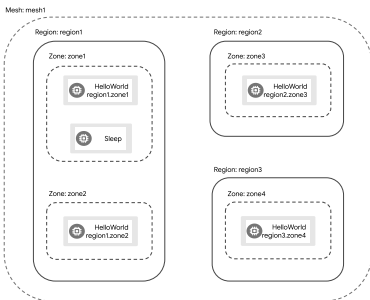 Mesh: mesh1
Region: region1
Zone: zone1
HelloWorld
region1.zone1
Sleep
Zone: zone2
HelloWorld
region1.zone2
Region: region2
Zone: zone3
HelloWorld
region2.zone3
Region: region3
Zone: zone4
HelloWorld
region3.zone4